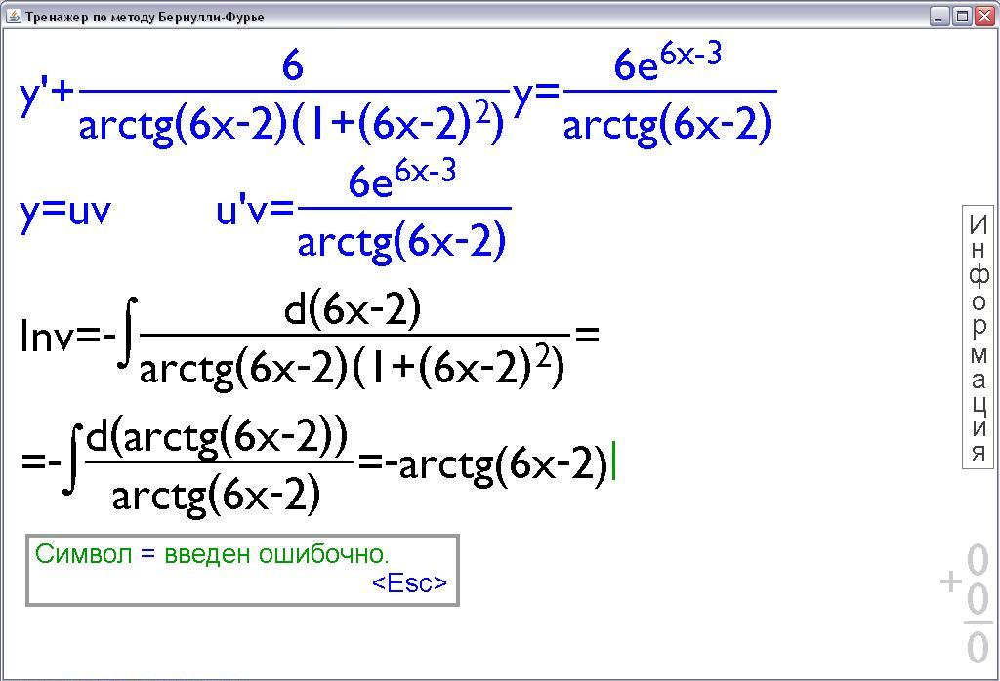 Тренажер по методу Бернулли-Фурье
y'+6/(arctg(6x-2)(1+(6x-2)^2))y=6e^(6x-3)/arctg(6x-2)
y=uv u'v=6e^(6x-3)/arctg(6x-2)
lnv=-∫d(6x-2)/(arctg(6x-2)(1+(6x-2)^2))=
=-∫d(arctg(6x-2))/arctg(6x-2)=-arctg(6x-2)
Символ = введен ошибочно.
<Esc>
Информация
0
+0
0